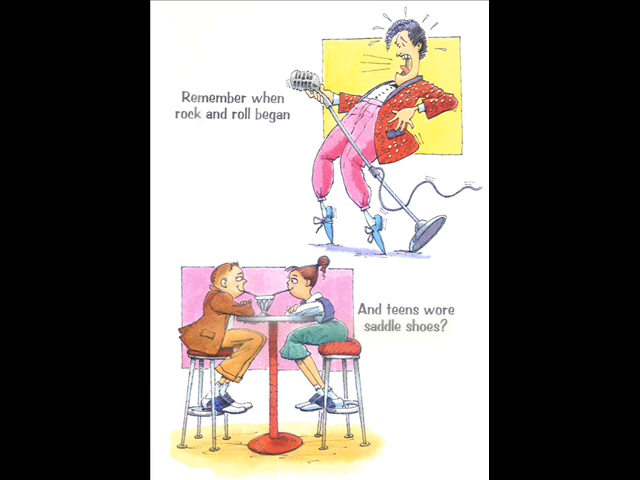 Remember when
rock and roll began
And teens wore
saddle shoes?